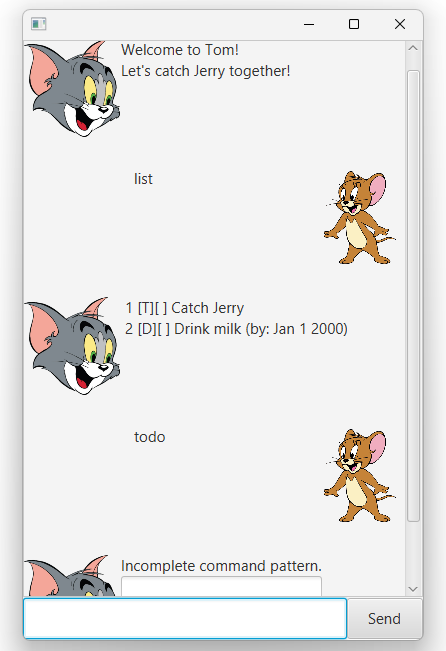 Welcome to Tom!
Let's catch Jerry together!
list
1 [T][ ] Catch Jerry
2 [D][ ] Drink milk (by: Jan 1 2000)
todo
Incomplete command pattern.
Send